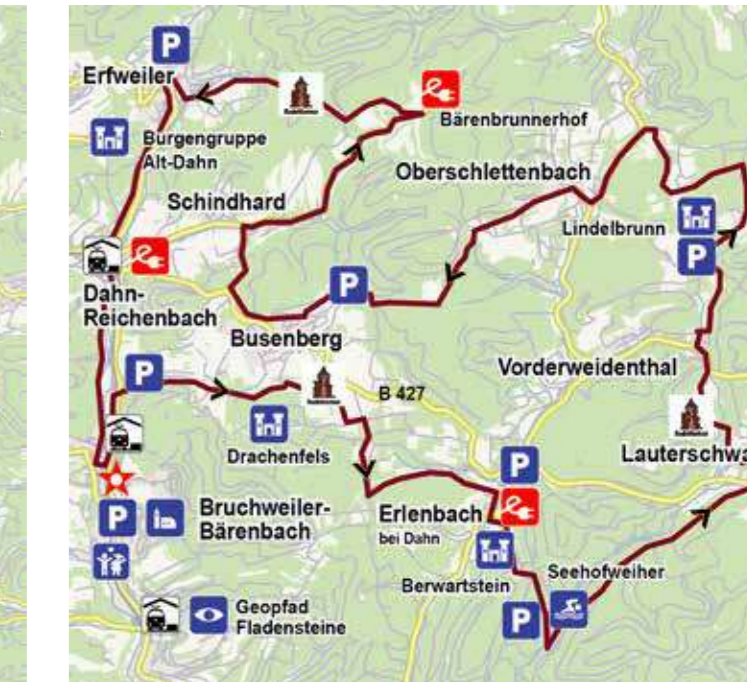 P
Erfweiler
Bärenbrunnerhof
Burgengruppe
Alt-Dahn
Oberschlettenbach
Schindhard
Lindelbrunn
P
Dahn-
Reichenbach
P
Busenberg
Vorderweidenthal
P
B 427
Drachenfels
Lauterschwa
P
Bruchweiler-
Bärenbach
P
Erlenbach
bei Dahn
Berwartstein
Seehofweiher
P
Geopfad
Fladensteine